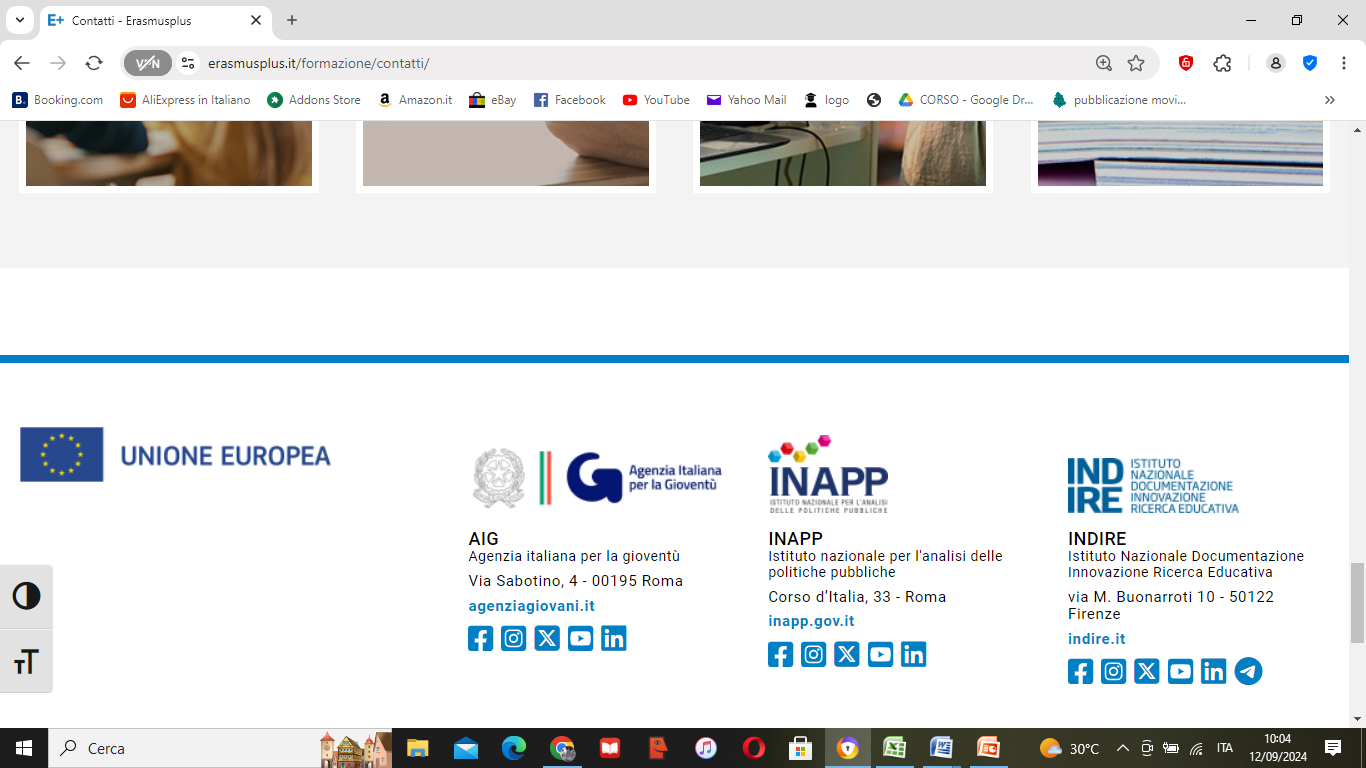 Contatti - Erasmusplus
VPN
erasmusplus.it/formazione/contatti/
Booking.com
AliExpress in Italiano
Addons Store
Amazon.it
eBay
Facebook
YouTube
Yahoo Mail
logo
CORSO - Google Dr...
pubblicazione movi...
UNIONE EUROPEA
Agenzia Italiana
per la Gioventù
AIG
Agenzia italiana per la gioventù
Via Sabotino, 4 - 00195 Roma
agenziagiovani.it
INAPP
ISTITUTO NAZIONALE PER L'ANALISI
DELLE POLITICHE PUBBLICHE
INAPP
Istituto nazionale per l'analisi delle
politiche pubbliche
Corso d’Italia, 33 - Roma
inapp.gov.it
INDIRE
ISTITUTO
NAZIONALE
DOCUMENTAZIONE
INNOVAZIONE
RICERCA EDUCATIVA
INDIRE
Istituto Nazionale Documentazione
Innovazione Ricerca Educativa
via M. Buonarroti 10 - 50122
Firenze
indire.it
TT
Cerca
30°C
ITA
10:04
12/09/2024